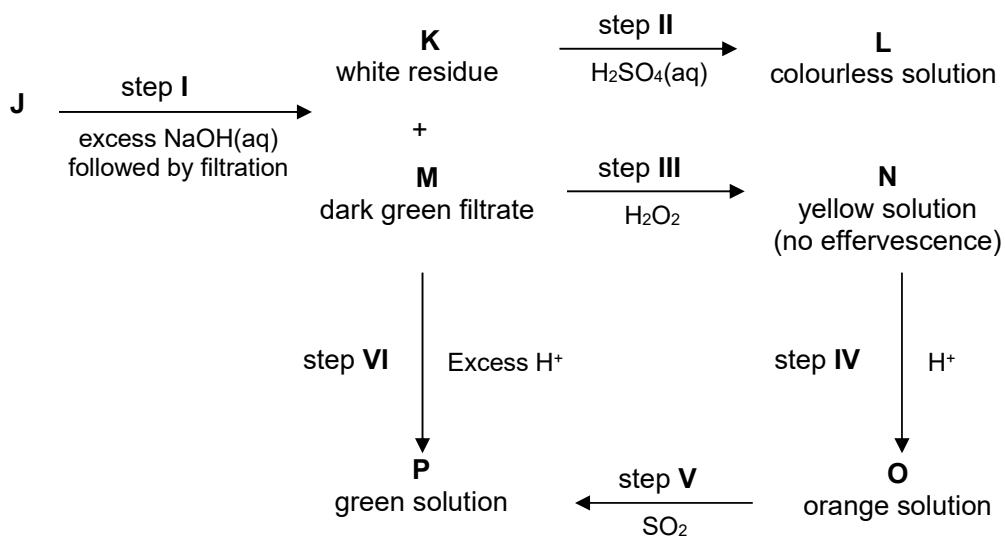 J
step I
excess NaOH(aq)
followed by filtration
K
white residue
+
M
dark green filtrate
step II
H₂SO₄(aq)
L
colourless solution
step III
H₂O₂
N
yellow solution
(no effervescence)
step VI
Excess H⁺
step IV
H⁺
P
green solution
step V
SO₂
O
orange solution